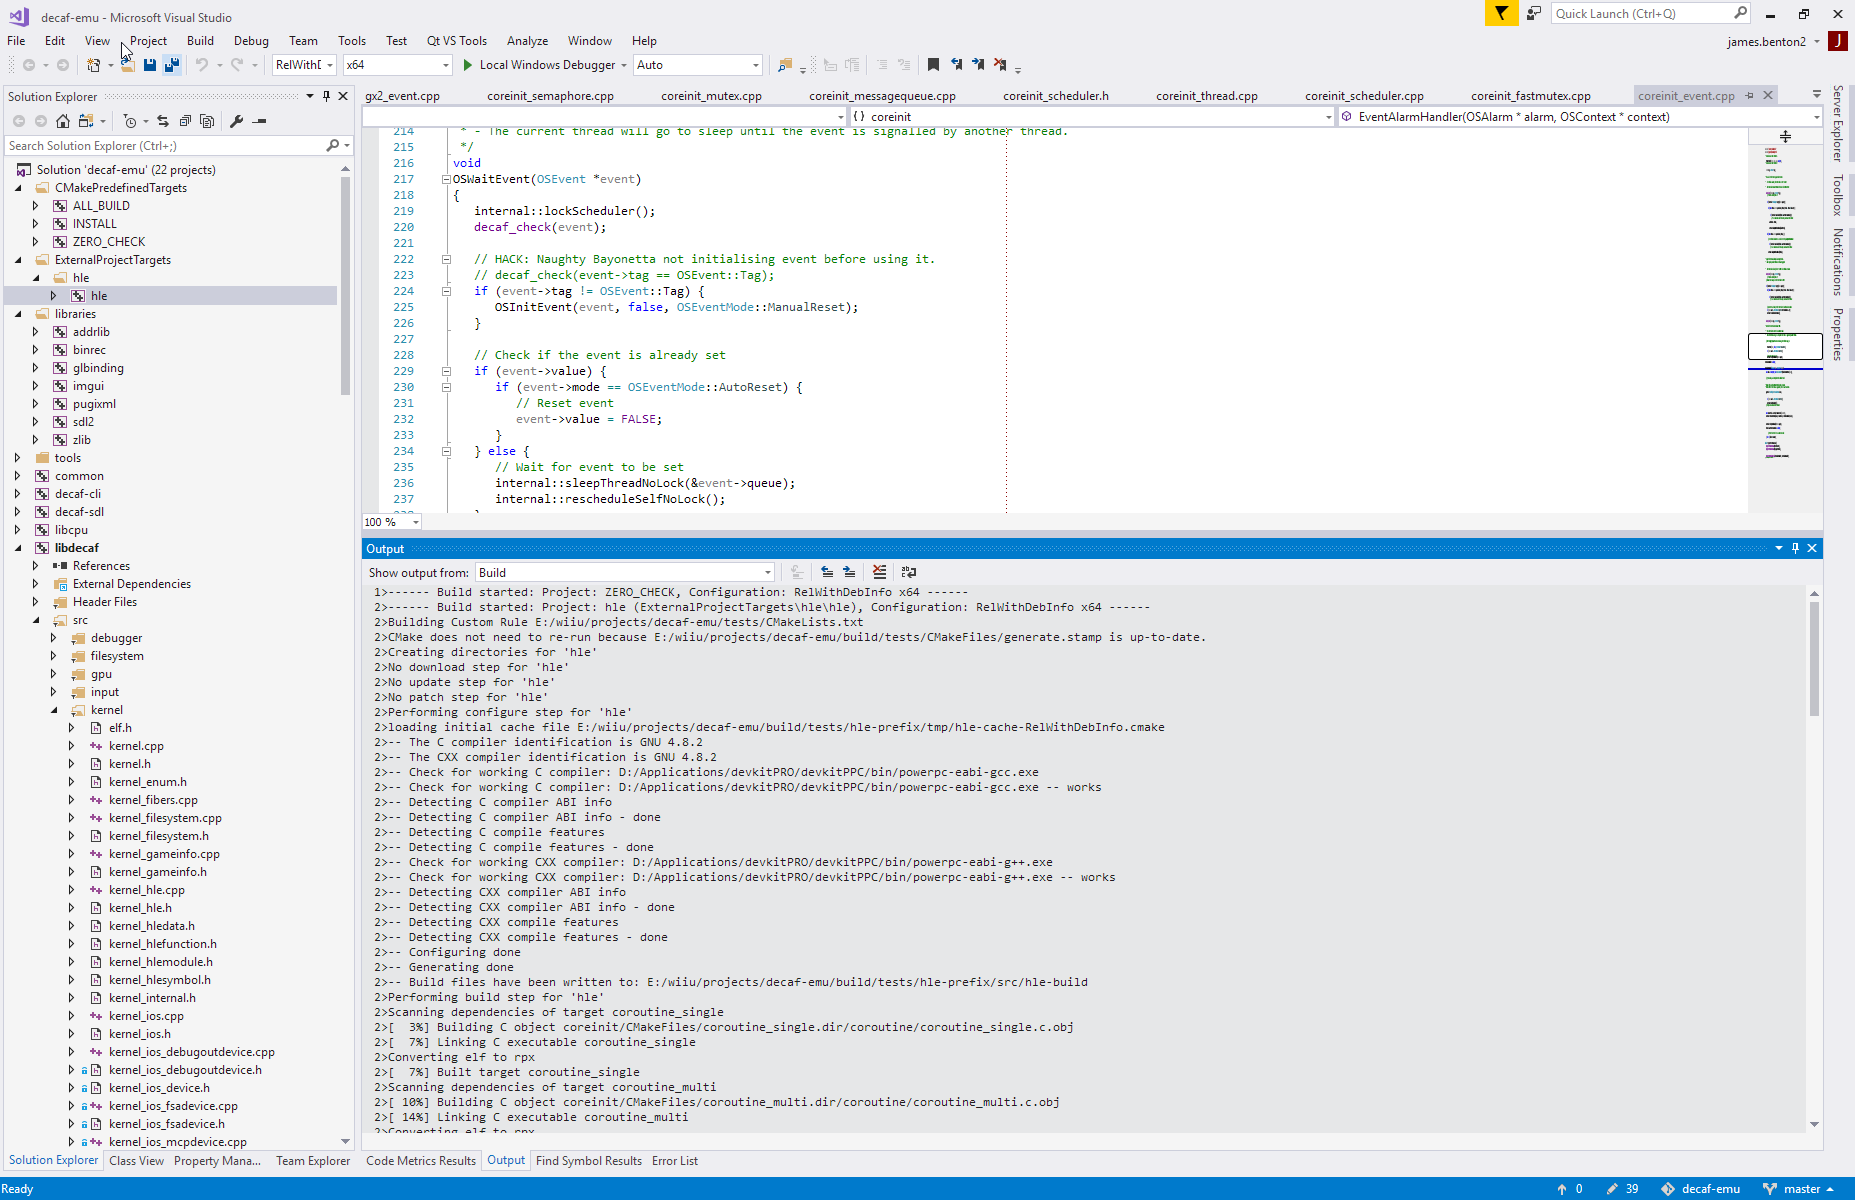 decaf-emu - Microsoft Visual Studio
Quick Launch (Ctrl+Q)
File Edit View Project Build Debug Team Tools Test Qt VS Tools Analyze Window Help
james.benton2 J
RelWithD x64 Local Windows Debugger Auto
Solution Explorer
Search Solution Explorer (Ctrl+;)
Solution 'decaf-emu' (22 projects)
CMakePredefinedTargets
ALL_BUILD
INSTALL
ZERO_CHECK
ExternalProjectTargets
hle
hle
libraries
addrlib
binrec
glbinding
imgui
pugixml
sdl2
zlib
tools
common
decaf-cli
decaf-sdl
libcpu
libdecaf
References
External Dependencies
Header Files
src
debugger
filesystem
gpu
input
kernel
elf.h
kernel.cpp
kernel.h
kernel_enum.h
kernel_fibers.cpp
kernel_filesystem.cpp
kernel_filesystem.h
kernel_gameinfo.cpp
kernel_gameinfo.h
kernel_hle.cpp
kernel_hle.h
kernel_hledata.h
kernel_hlefunction.h
kernel_hlemodule.h
kernel_hlesymbol.h
kernel_internal.h
kernel_ios.cpp
kernel_ios.h
kernel_ios_debugoutdevice.cpp
kernel_ios_debugoutdevice.h
kernel_ios_device.h
kernel_ios_fsadevice.cpp
kernel_ios_fsadevice.h
kernel_ios_mcpdevice.cpp
Solution Explorer Class View Property Mana... Team Explorer
gx2_event.cpp coreinit_semaphore.cpp coreinit_mutex.cpp coreinit_messagequeue.cpp coreinit_scheduler.h coreinit_thread.cpp coreinit_scheduler.cpp coreinit_fastmutex.cpp coreinit_event.cpp
{} coreinit EventAlarmHandler(OSAlarm * alarm, OSContext * context)
214 * - The current thread will go to sleep until the event is signalled by another thread.
215 */
216 void
217 OSWaitEvent(OSEvent *event)
218 {
219 internal::lockScheduler();
220 decaf_check(event);
221
222 // HACK: Naughty Bayonetta not initialising event before using it.
223 // decaf_check(event->tag == OSEvent::Tag);
224 if (event->tag != OSEvent::Tag) {
225 OSInitEvent(event, false, OSEventMode::ManualReset);
226 }
227
228 // Check if the event is already set
229 if (event->value) {
230 if (event->mode == OSEventMode::AutoReset) {
231 // Reset event
232 event->value = FALSE;
233 }
234 } else {
235 // Wait for event to be set
236 internal::sleepThreadNoLock(&event->queue);
237 internal::rescheduleSelfNoLock();
100 %
Output
Show output from: Build
1>------ Build started: Project: ZERO_CHECK, Configuration: RelWithDebInfo x64 ------
2>------ Build started: Project: hle (ExternalProjectTargets\hle\hle), Configuration: RelWithDebInfo x64 ------
2>Building Custom Rule E:/wiiu/projects/decaf-emu/tests/CMakeLists.txt
2>CMake does not need to re-run because E:/wiiu/projects/decaf-emu/build/tests/CMakeFiles/generate.stamp is up-to-date.
2>Creating directories for 'hle'
2>No download step for 'hle'
2>No update step for 'hle'
2>No patch step for 'hle'
2>Performing configure step for 'hle'
2>loading initial cache file E:/wiiu/projects/decaf-emu/build/tests/hle-prefix/tmp/hle-cache-RelWithDebInfo.cmake
2>-- The C compiler identification is GNU 4.8.2
2>-- The CXX compiler identification is GNU 4.8.2
2>-- Check for working C compiler: D:/Applications/devkitPRO/devkitPPC/bin/powerpc-eabi-gcc.exe
2>-- Check for working C compiler: D:/Applications/devkitPRO/devkitPPC/bin/powerpc-eabi-gcc.exe -- works
2>-- Detecting C compiler ABI info
2>-- Detecting C compiler ABI info - done
2>-- Detecting C compile features
2>-- Detecting C compile features - done
2>-- Check for working CXX compiler: D:/Applications/devkitPRO/devkitPPC/bin/powerpc-eabi-g++.exe
2>-- Check for working CXX compiler: D:/Applications/devkitPRO/devkitPPC/bin/powerpc-eabi-g++.exe -- works
2>-- Detecting CXX compiler ABI info
2>-- Detecting CXX compiler ABI info - done
2>-- Detecting CXX compile features
2>-- Detecting CXX compile features - done
2>-- Configuring done
2>-- Generating done
2>-- Build files have been written to: E:/wiiu/projects/decaf-emu/build/tests/hle-prefix/src/hle-build
2>Performing build step for 'hle'
2>Scanning dependencies of target coroutine_single
2>[  3%] Building C object coreinit/CMakeFiles/coroutine_single.dir/coroutine/coroutine_single.c.obj
2>[  7%] Linking C executable coroutine_single
2>Converting elf to rpx
2>[  7%] Built target coroutine_single
2>Scanning dependencies of target coroutine_multi
2>[ 10%] Building C object coreinit/CMakeFiles/coroutine_multi.dir/coroutine/coroutine_multi.c.obj
2>[ 14%] Linking C executable coroutine_multi
2>Converting elf to rpx
Code Metrics Results Output Find Symbol Results Error List
Server Explorer
Toolbox
Notifications
Properties
Ready 0 39 decaf-emu master